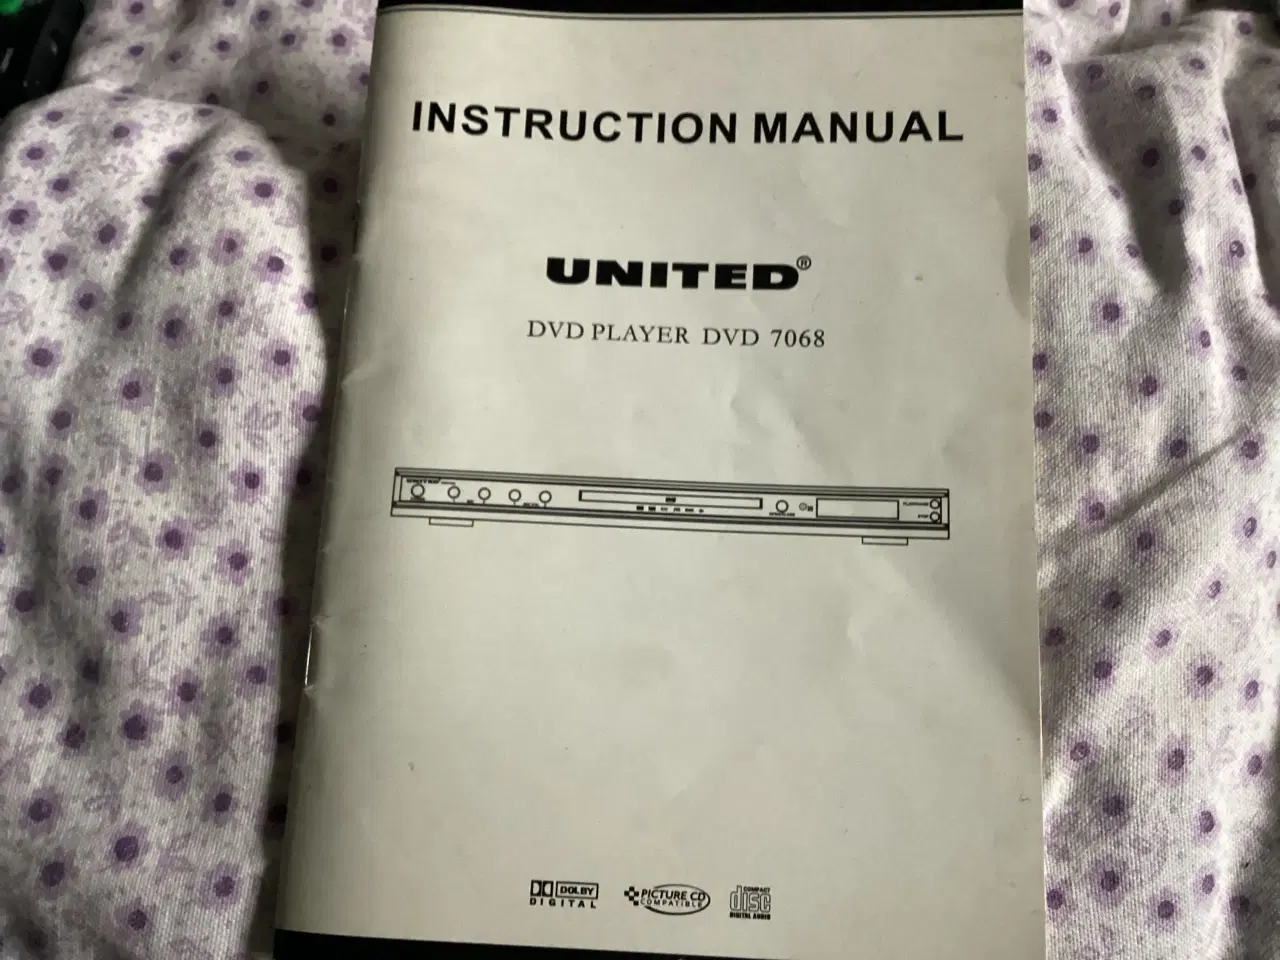 INSTRUCTION MANUAL
UNITED®
DVD PLAYER DVD 7068
DOLBY
DIGITAL
PICTURE CD
COMPATIBLE
COMPACT
disc
DIGITAL AUDIO